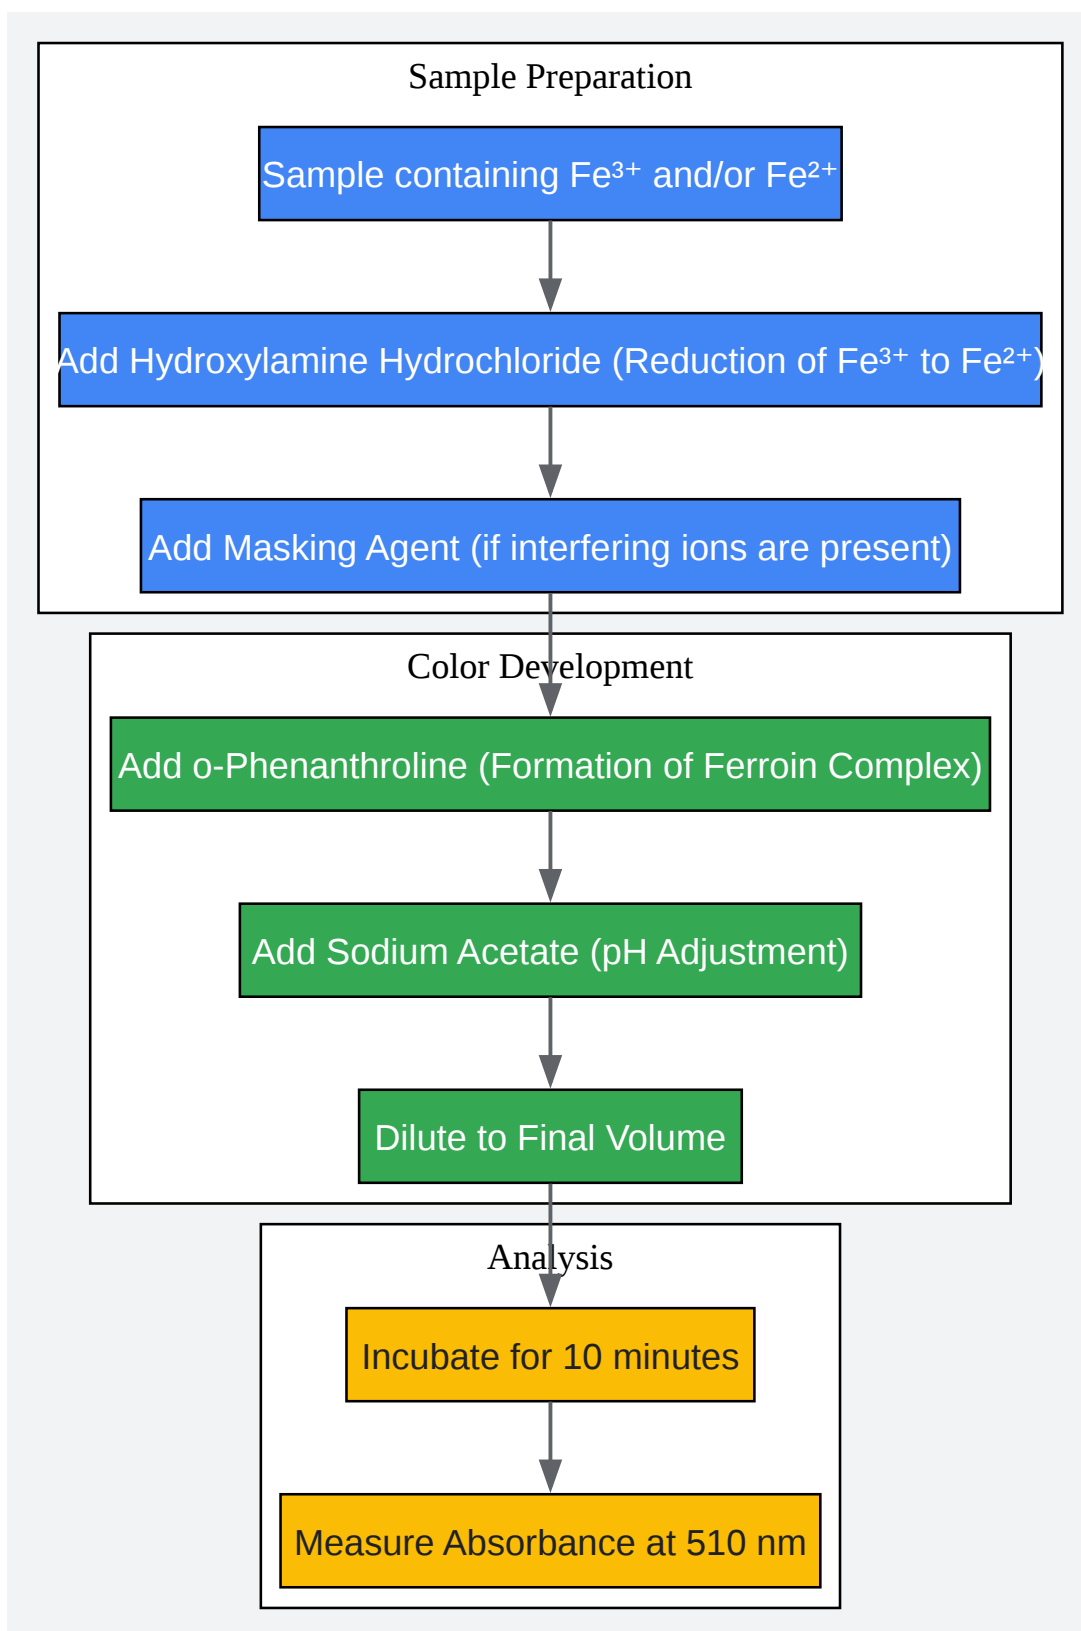 Sample Preparation
Sample containing Fe³⁺ and/or Fe²⁺
Add Hydroxylamine Hydrochloride (Reduction of Fe³⁺ to Fe²⁺)
Add Masking Agent (if interfering ions are present)
Color Development
Add o-Phenanthroline (Formation of Ferroin Complex)
Add Sodium Acetate (pH Adjustment)
Dilute to Final Volume
Analysis
Incubate for 10 minutes
Measure Absorbance at 510 nm